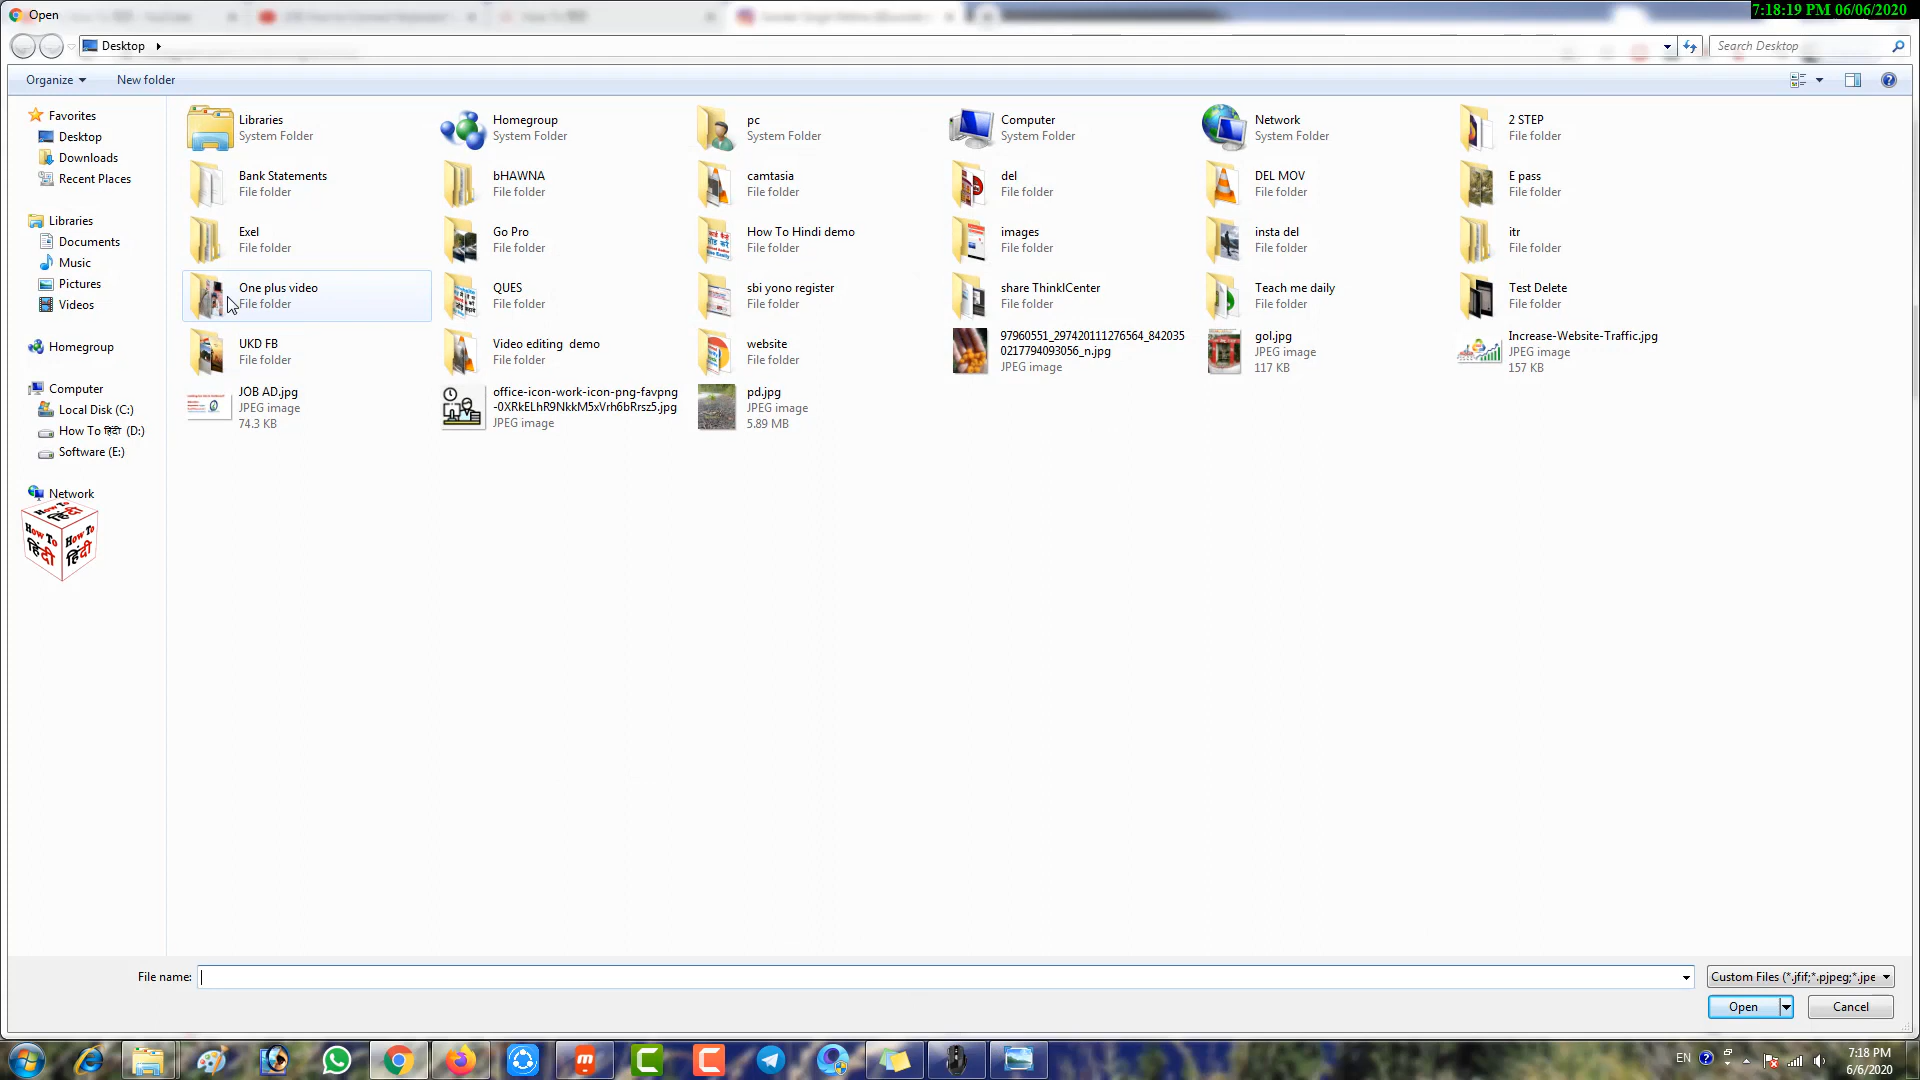 Open
7:18:19 PM 06/06/2020
Desktop
Search Desktop
Organize
New folder
Favorites
Desktop
Downloads
Recent Places
Libraries
Documents
Music
Pictures
Videos
Homegroup
Computer
Local Disk (C:)
How To हिंदी (D:)
Software (E:)
Network
How To
How To
हिंदी
How To
हिंदी
Libraries
System Folder
Homegroup
System Folder
pc
System Folder
Computer
System Folder
Network
System Folder
2 STEP
File folder
Bank Statements
File folder
bHAWNA
File folder
camtasia
File folder
del
File folder
DEL MOV
File folder
E pass
File folder
Exel
File folder
Go Pro
File folder
How To Hindi demo
File folder
images
File folder
insta del
File folder
itr
File folder
One plus video
File folder
QUES
File folder
sbi yono register
File folder
share ThinklCenter
File folder
Teach me daily
File folder
Test Delete
File folder
UKD FB
File folder
Video editing demo
File folder
website
File folder
97960551_297420111276564_842035
0217794093056_n.jpg
JPEG image
gol.jpg
JPEG image
117 KB
Increase-Website-Traffic.jpg
JPEG image
157 KB
JOB AD.jpg
JPEG image
74.3 KB
office-icon-work-icon-png-favpng
-0XRkELhR9NkkM5xVrh6bRrsz5.jpg
JPEG image
pd.jpg
JPEG image
5.89 MB
File name:
Custom Files (*.jfif;*.pjpeg;*.jpe
Open
Cancel
EN
7:18 PM
6/6/2020